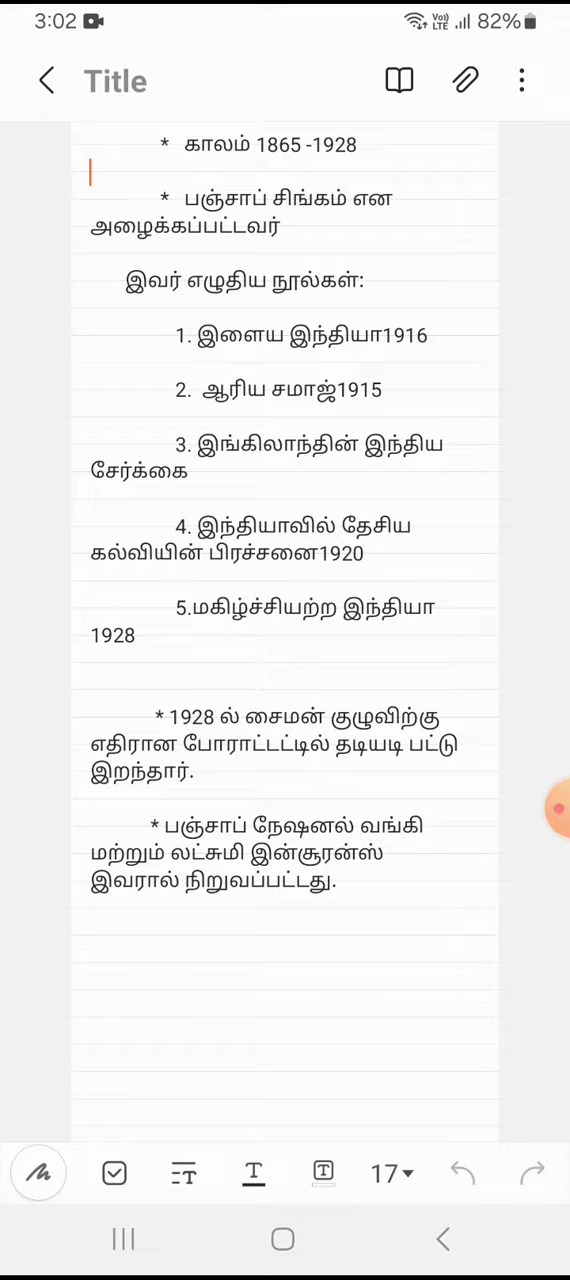 3:02
Vo)) LTE 82%
Title
* காலம் 1865 -1928
* பஞ்சாப் சிங்கம் என
அழைக்கப்பட்டவர்
இவர் எழுதிய நூல்கள்:
1. இளைய இந்தியா1916
2. ஆரிய சமாஜ்1915
3. இங்கிலாந்தின் இந்திய
சேர்க்கை
4. இந்தியாவில் தேசிய
கல்வியின் பிரச்சனை1920
5.மகிழ்ச்சியற்ற இந்தியா
1928
* 1928 ல் சைமன் குழுவிற்கு
எதிரான போராட்டட்டில் தடியடி பட்டு
இறந்தார்.
* பஞ்சாப் நேஷனல் வங்கி
மற்றும் லட்சுமி இன்சூரன்ஸ்
இவரால் நிறுவப்பட்டது.
17